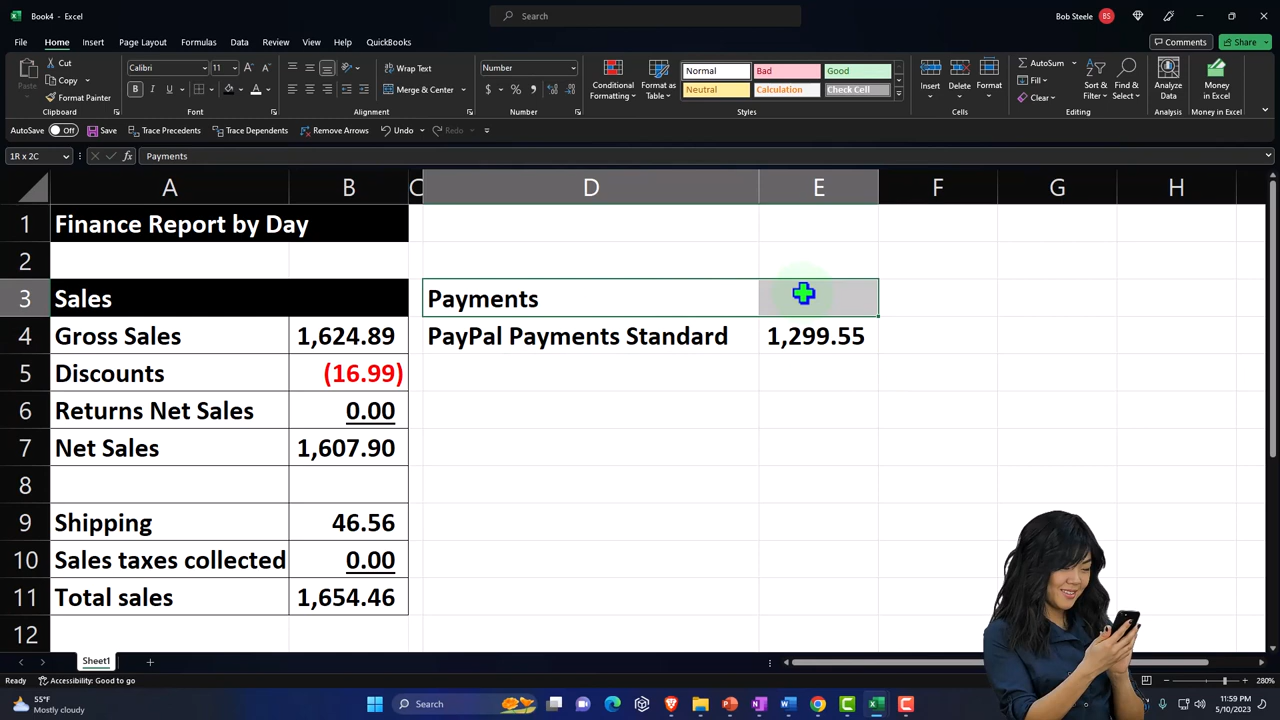 Book4 - Excel
Search
Bob Steele BS
File Home Insert Page Layout Formulas Data Review View Help QuickBooks
Comments Share
Cut
Copy
Paste
Format Painter
Clipboard
Calibri 11
B I U
Font
Wrap Text
Merge & Center
Alignment
Number
$ % 9
Number
Conditional Formatting
Format as Table
Normal Bad Good
Neutral Calculation Check Cell
Styles
Insert Delete Format
Cells
AutoSum
Fill
Clear
Sort & Filter
Find & Select
Editing
Analyze Data
Analysis
Money in Excel
Money in Excel
AutoSave Off Save Trace Precedents Trace Dependents Remove Arrows Undo
1R x 2C fx Payments
A B C D E F G H
1 Finance Report by Day
2
3 Sales Payments
4 Gross Sales 1,624.89 PayPal Payments Standard 1,299.55
5 Discounts (16.99)
6 Returns Net Sales 0.00
7 Net Sales 1,607.90
8
9 Shipping 46.56
10 Sales taxes collected 0.00
11 Total sales 1,654.46
12
Sheet1
Ready Accessibility: Good to go 280%
55°F
Mostly cloudy
Search
11:59 PM
5/10/2023